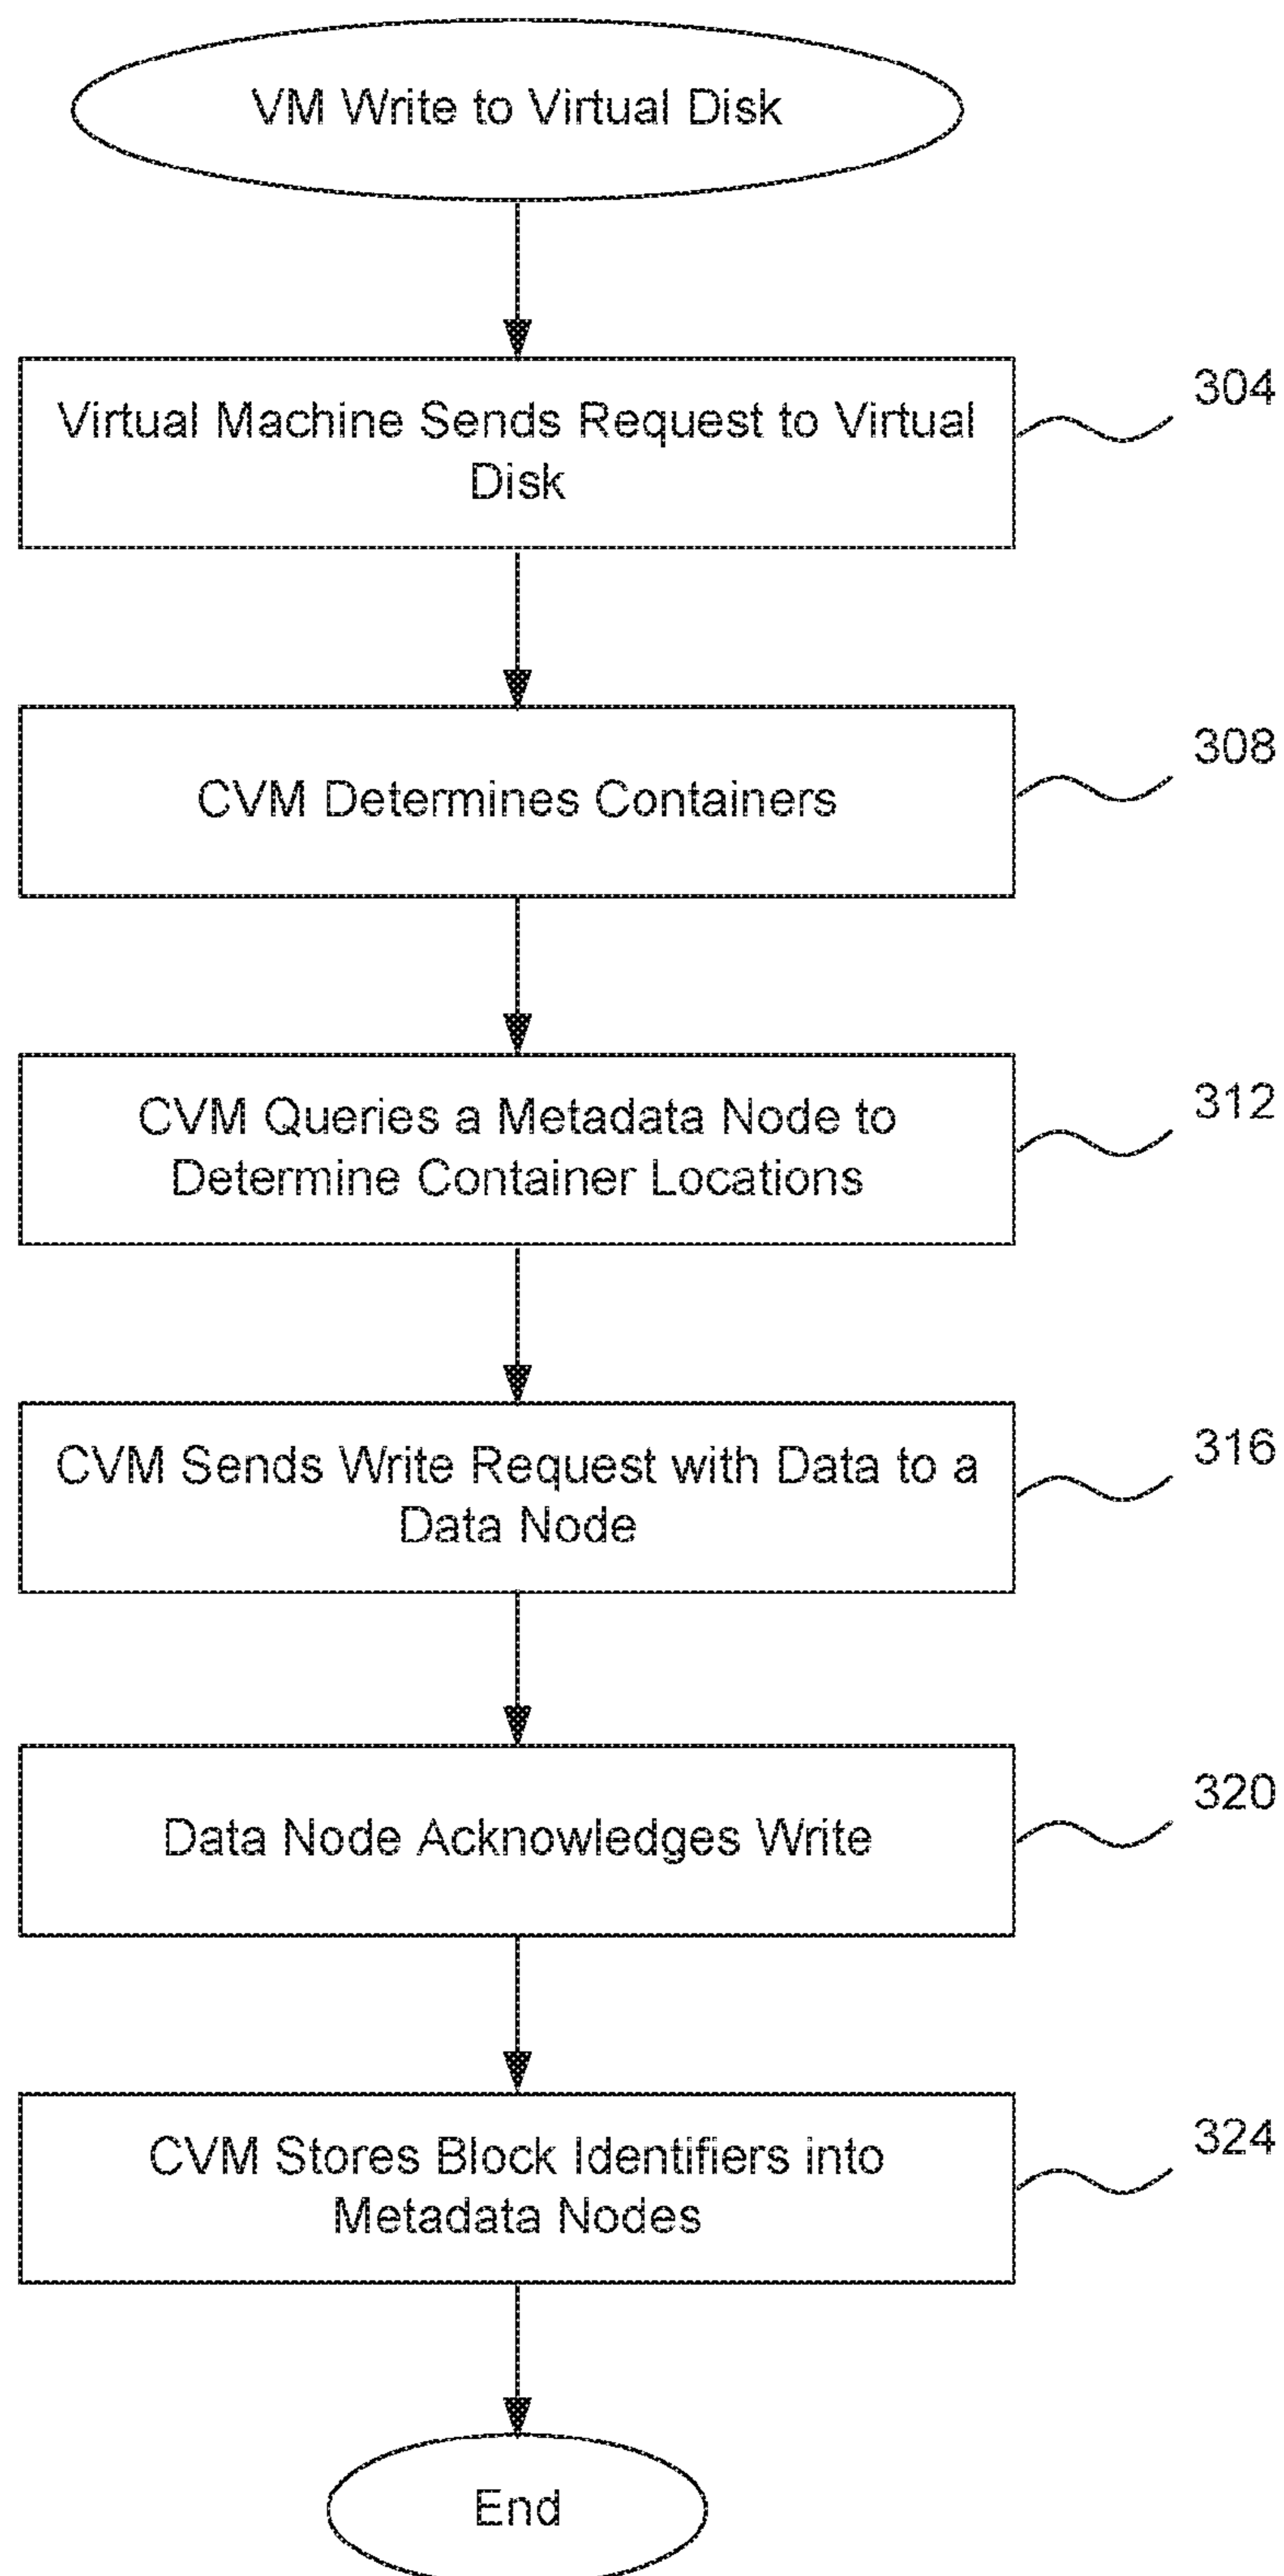 VM Write to Virtual Disk
Virtual Machine Sends Request to Virtual
Disk
304
CVM Determines Containers
308
CVM Queries a Metadata Node to
Determine Container Locations
312
CVM Sends Write Request with Data to a
Data Node
316
Data Node Acknowledges Write
320
CVM Stores Block Identifiers into
Metadata Nodes
324
End